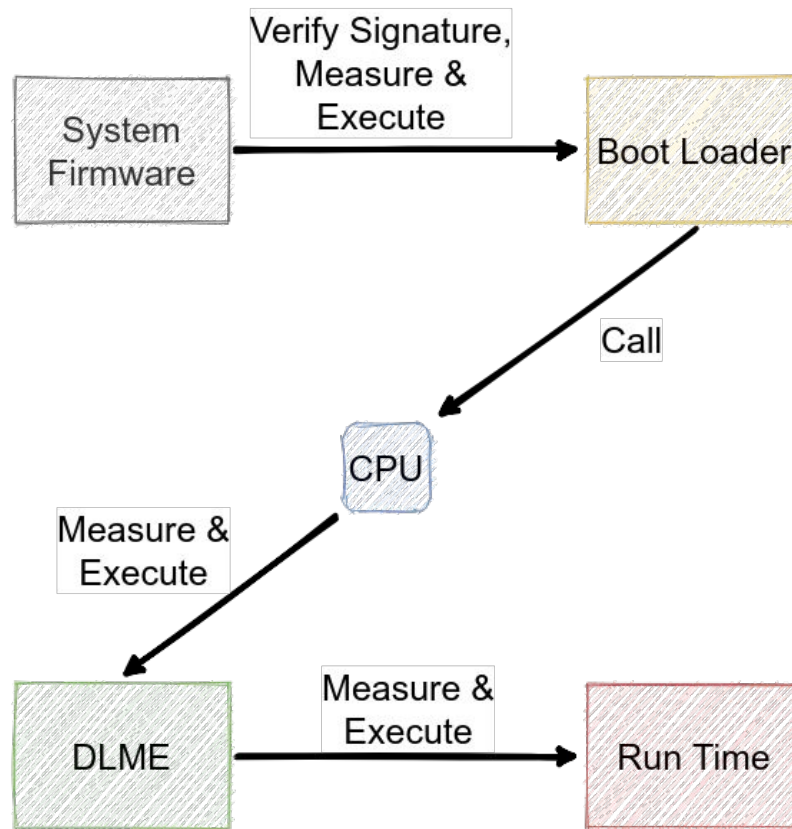 Verify Signature,
Measure &
Execute
System
Firmware
Boot Loader
Call
CPU
Measure &
Execute
DLME
Measure &
Execute
Run Time